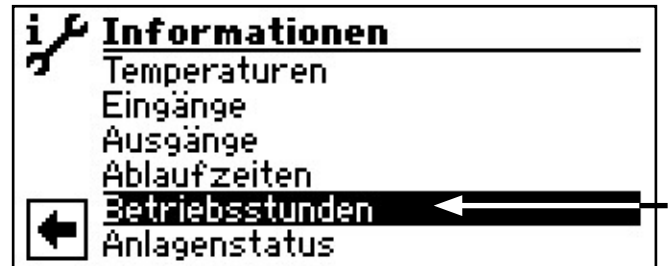 i
Informationen
Temperaturen
Eingänge
Ausgänge
Ablaufzeiten
Betriebsstunden
Anlagenstatus